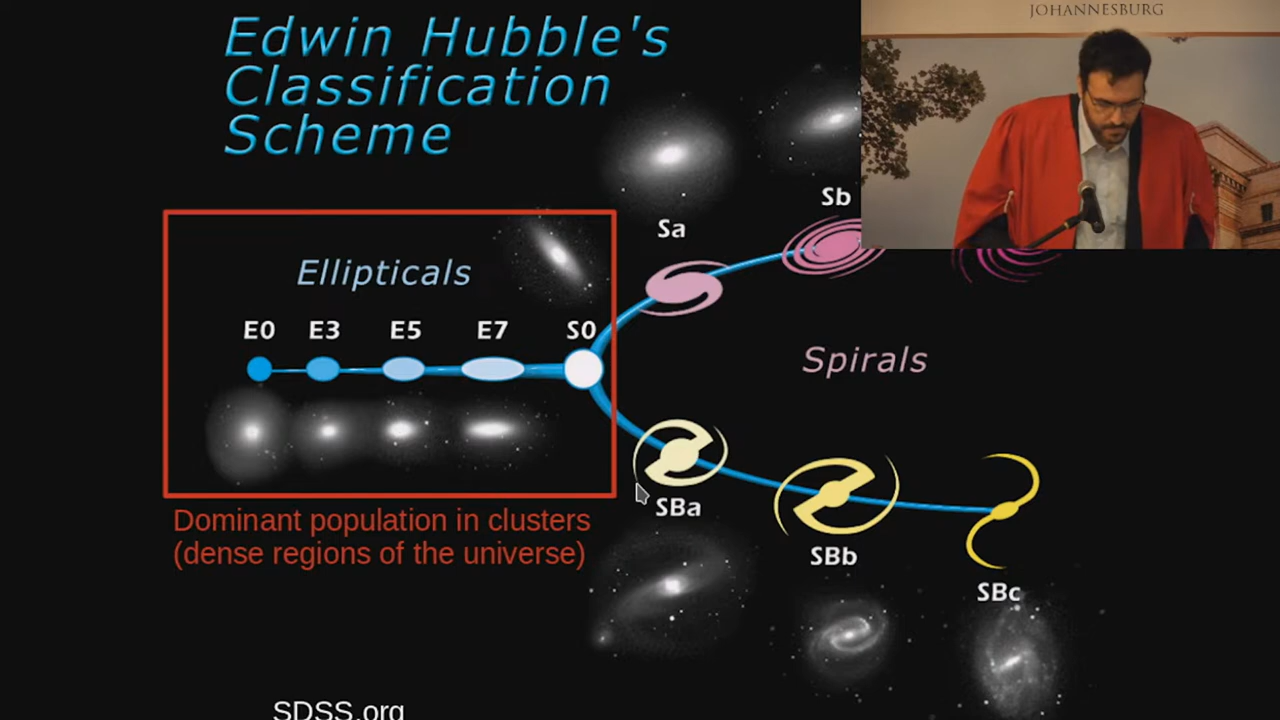 Edwin Hubble's
Classification
Scheme
JOHANNESBURG
Sb
Sa
Ellipticals
E0 E3 E5 E7 S0
Spirals
SBa
Dominant population in clusters
(dense regions of the universe)
SBb
SBc
SDSS.org